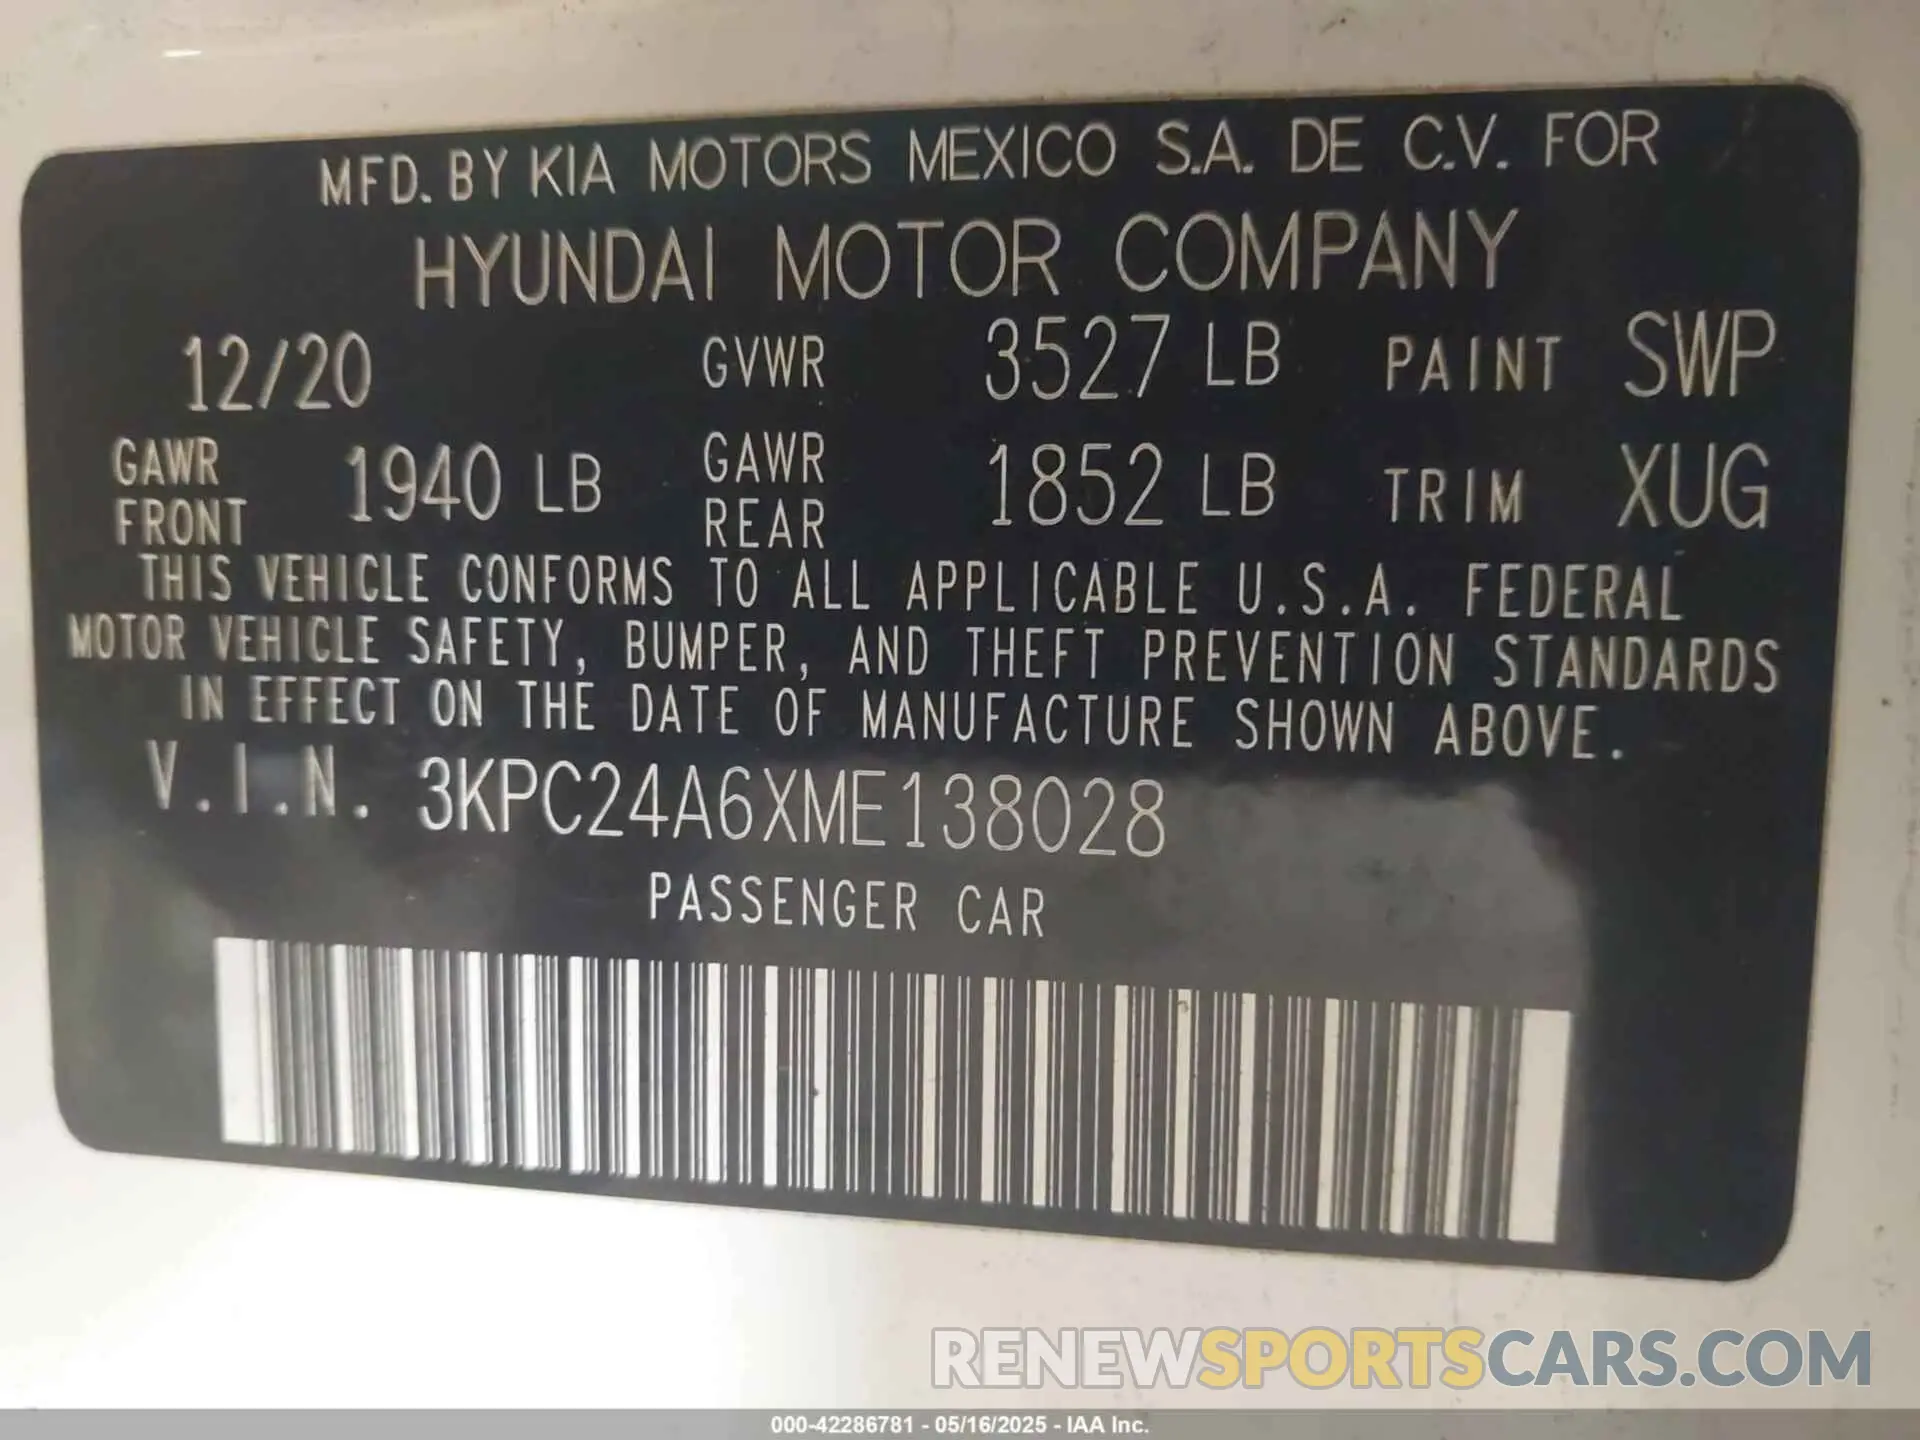 MFD. BY KIA MOTORS MEXICO S.A. DE C.V. FOR
HYUNDAI MOTOR COMPANY
12/20 GVWR 3527 LB PAINT SWP
GAWR FRONT 1940 LB GAWR REAR 1852 LB TRIM XUG
THIS VEHICLE CONFORMS TO ALL APPLICABLE U.S.A. FEDERAL
MOTOR VEHICLE SAFETY, BUMPER, AND THEFT PREVENTION STANDARDS
IN EFFECT ON THE DATE OF MANUFACTURE SHOWN ABOVE.
V.I.N. 3KPC24A6XME138028
PASSENGER CAR
RENEWSPORTSCARS.COM
000-42286781 - 05/16/2025 - IAA Inc.